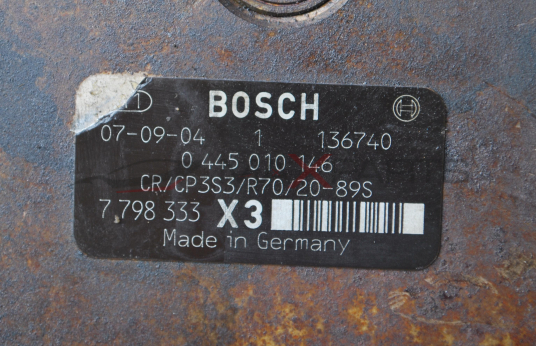 BOSCH
07-09-04 1 136740
0 445 010 146
CR/CP3S3/R70/20-89S
7 798 333 X3
Made in Germany